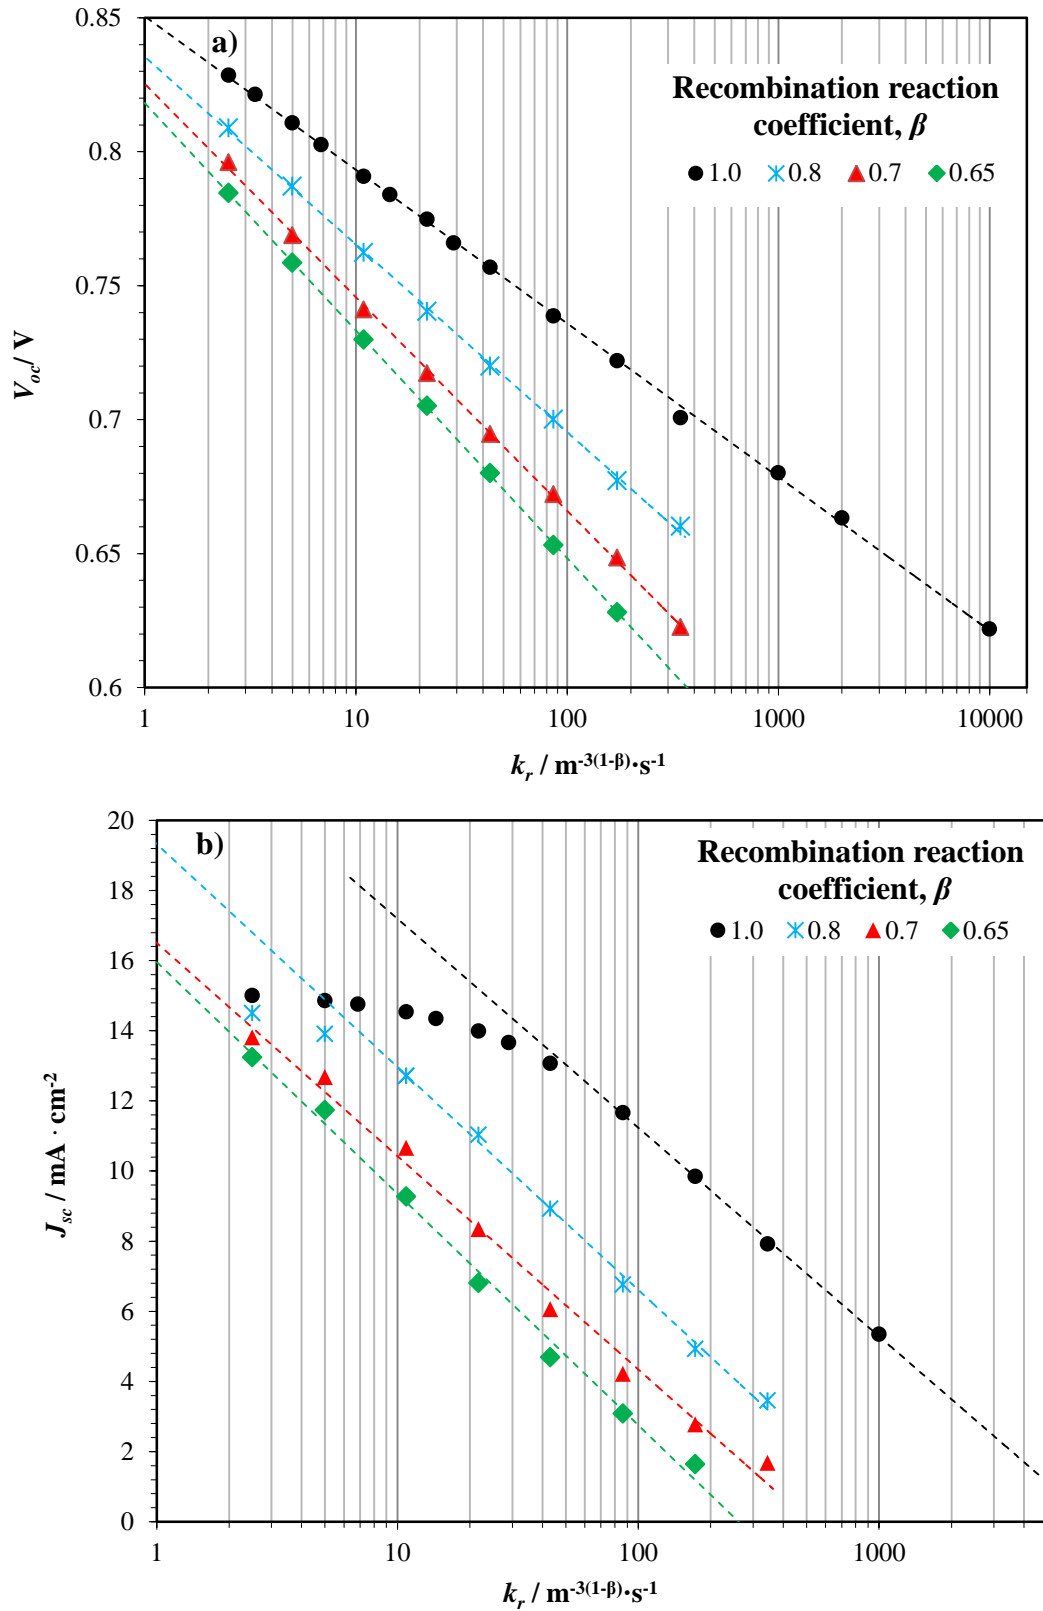 0.85
a)
Recombination reaction
coefficient, β
1.0 0.8 0.7 0.65
0.8
0.75
0.7
0.65
0.6
V_oc / V
1 10 100 1000 10000
k_r / m^-3(1-β)·s^-1
20
b)
Recombination reaction
coefficient, β
1.0 0.8 0.7 0.65
18
16
14
12
10
8
6
4
2
0
J_sc / mA · cm^-2
1 10 100 1000
k_r / m^-3(1-β)·s^-1